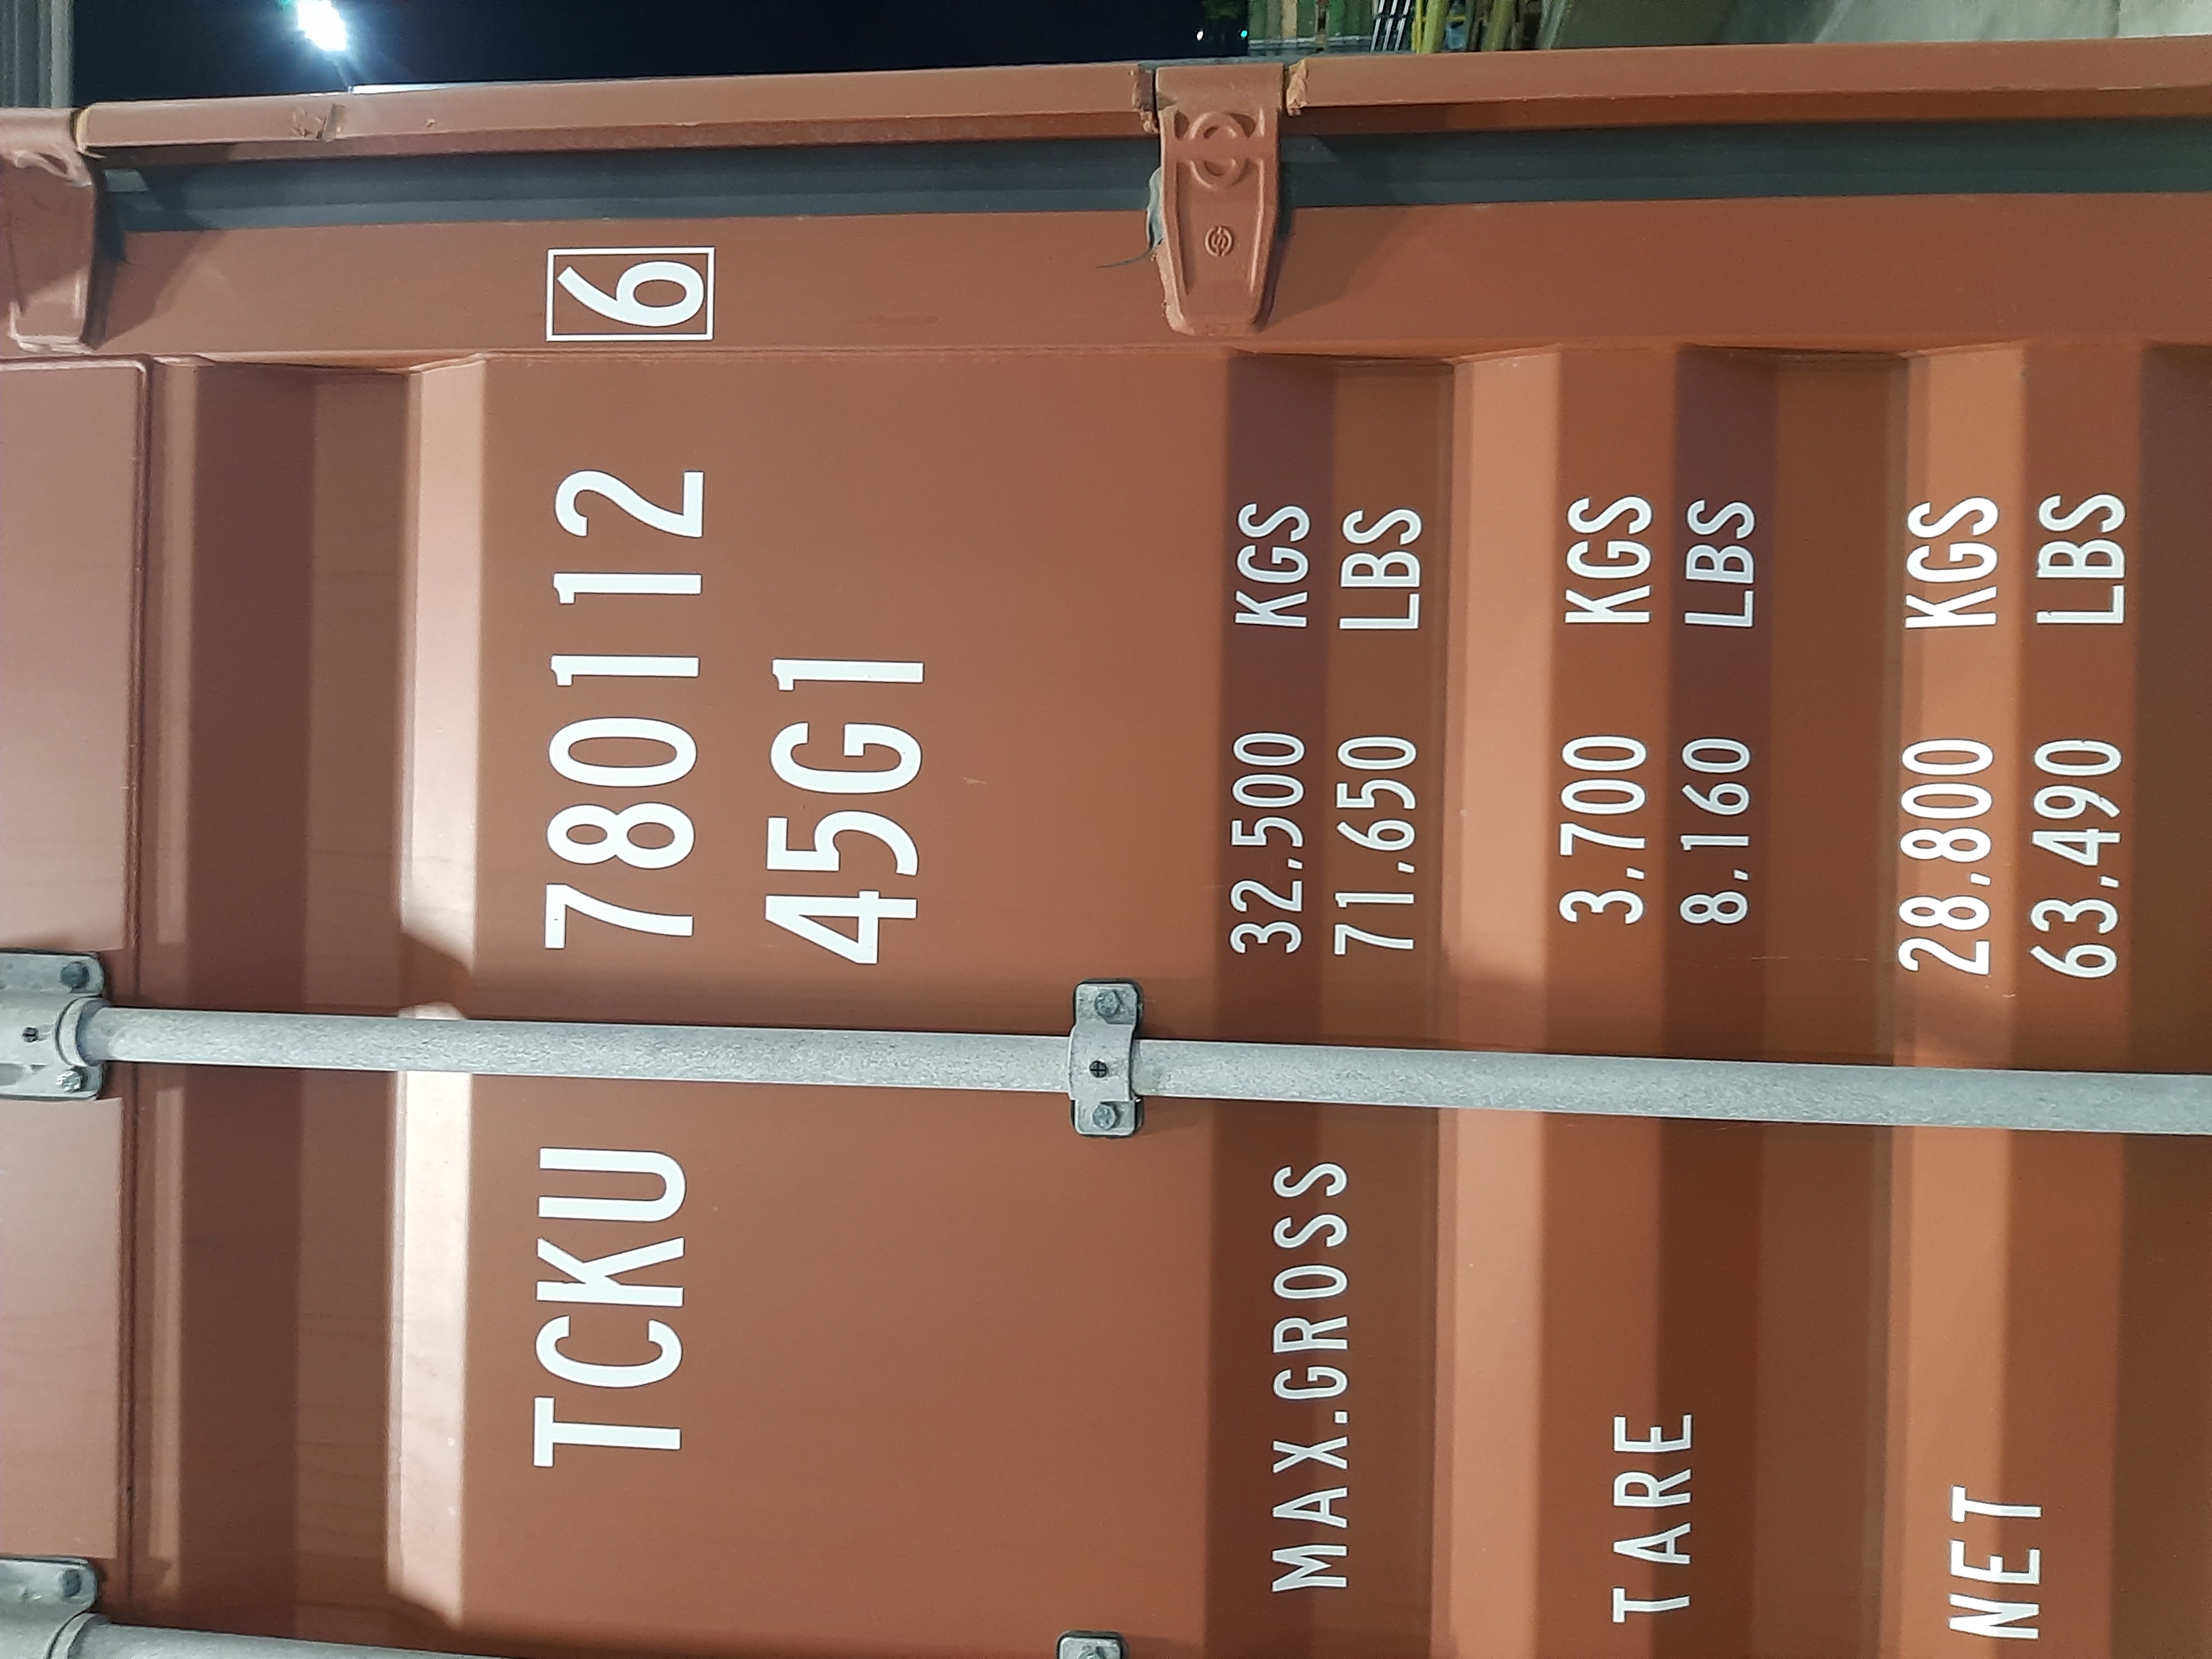 TCKU 780112 6
45G1
MAX.GROSS 32,500 KGS
71,650 LBS
TARE 3,700 KGS
8,160 LBS
NET 28,800 KGS
63,490 LBS